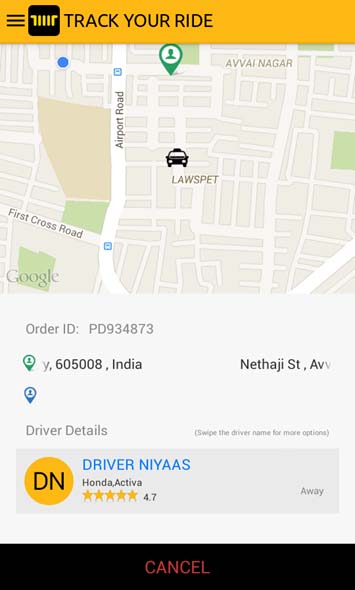 TRACK YOUR RIDE
AVVAI NAGAR
Airport Road
LAWSPET
First Cross Road
Google
Order ID: PD934873
y, 605008 , India Nethaji St , Avv
Driver Details (Swipe the driver name for more options)
DN
DRIVER NIYAAS
Honda,Activa
4.7
Away
CANCEL